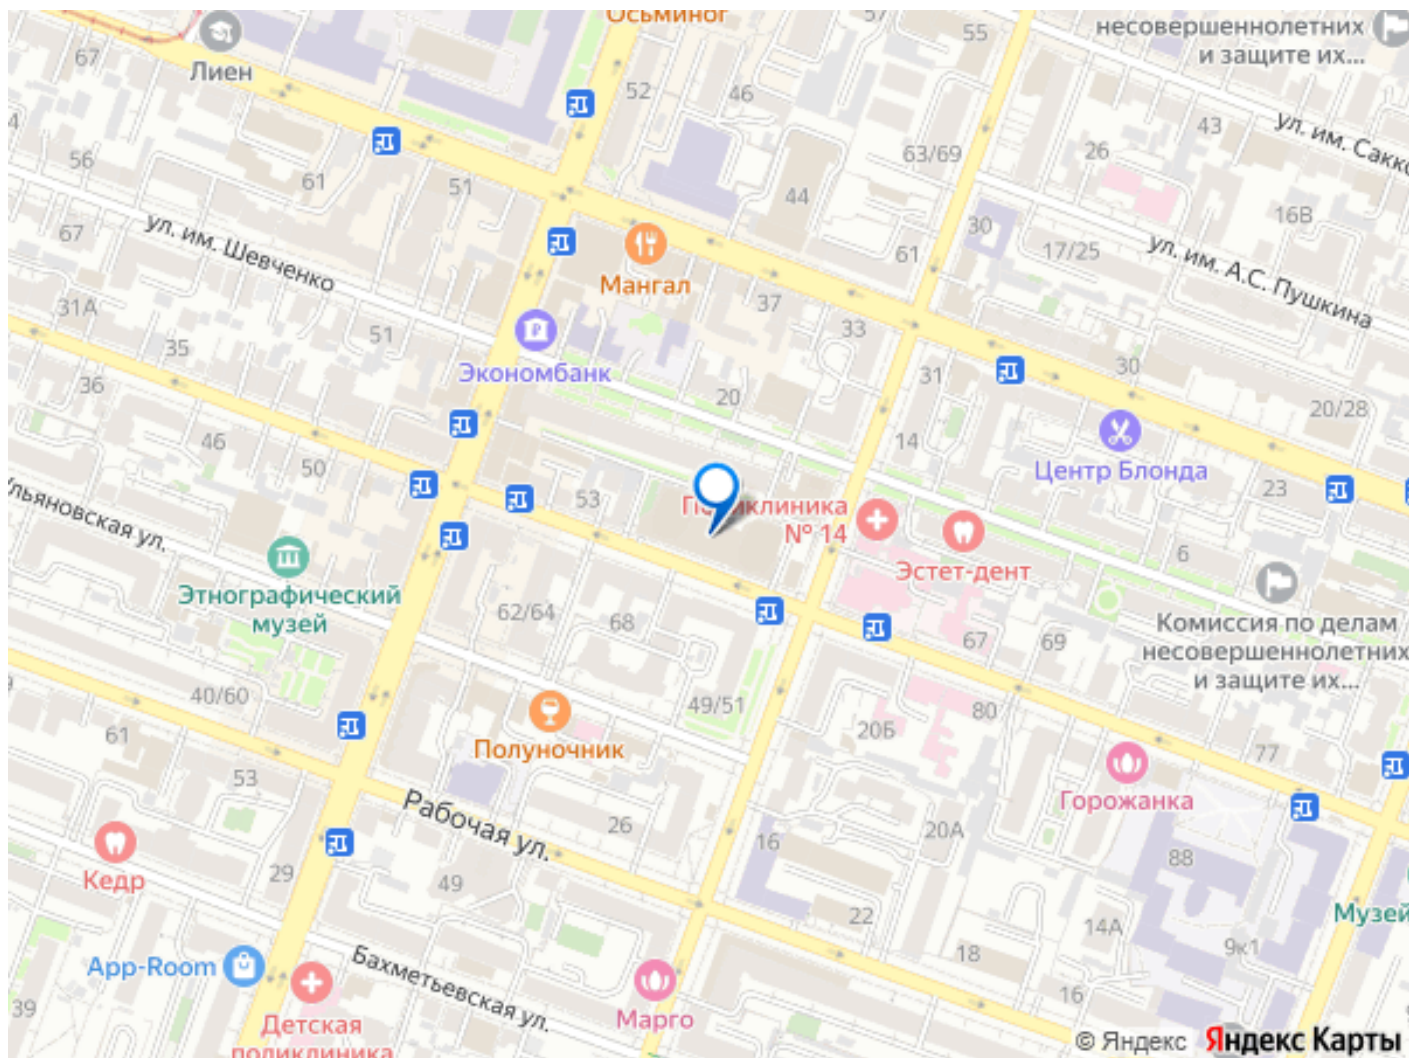 Осьминог
57
55
несовершеннолетних
и защите их...
67
Лиен
52
46
4
43
ул. им. Сакко
56
61
51
63/69
26
44
16В
ул. им. Шевченко
67
30
17/25
61
ул. им. А.С. Пушкина
Мангал
37
31А
51
33
35
Экономбанк
36
20
31
30
20/28
46
14
50
Центр Блонда
льяновская ул.
53
Поликлиника
№ 14
23
6
Эстет-дент
Этнографический
музей
62/64
68
67
69
Комиссия по делам
несовершеннолетних
и защите их...
40/60
49/51
80
20Б
61
Полуночник
77
53
Горожанка
Рабочая ул.
26
16
20А
88
Кедр
29
49
22
14А
Музей
9к1
18
App-Room
Бахметьевская ул.
16
39
Детская
поликлиника
Марго
© Яндекс Яндекс Карты